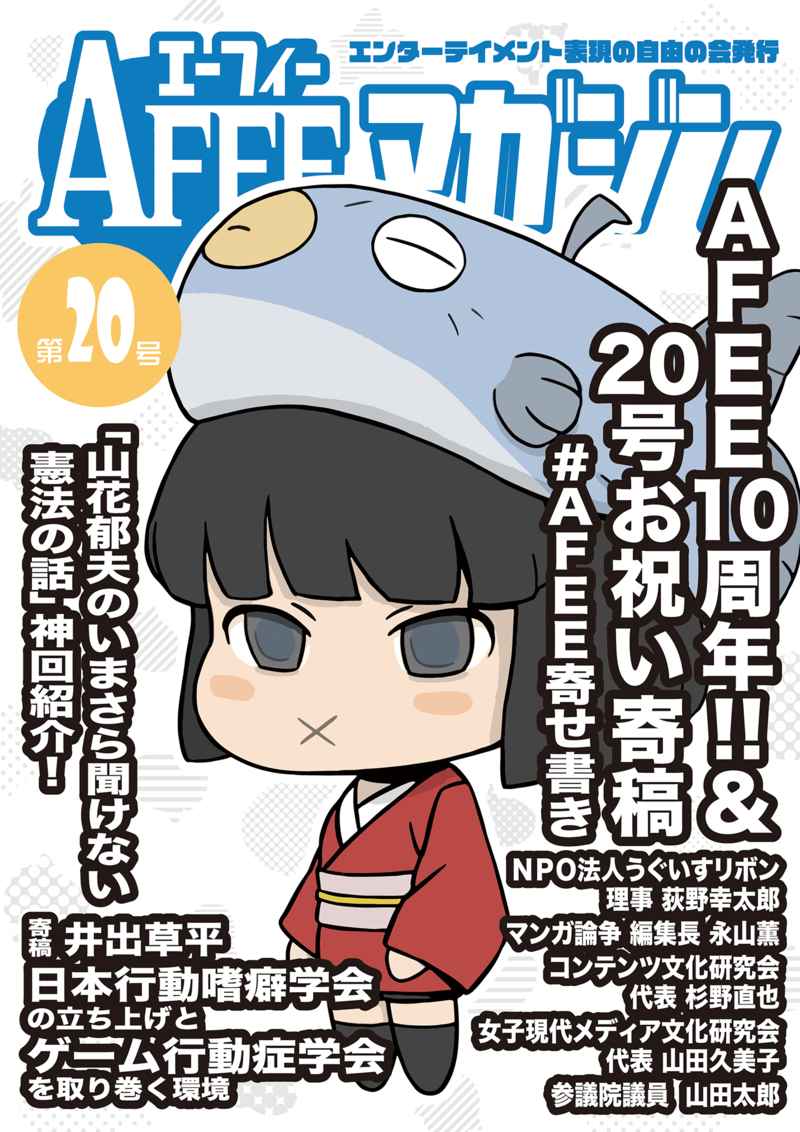 エンターテイメント表現の自由の会発行
エーフィー
AFEEマガジン
第20号
AFEE10周年!!&
20号お祝い寄稿
#AFEE寄せ書き
「山花郁夫のいまさら聞けない
憲法の話」神回紹介！
NPO法人うぐいすリボン
理事 荻野幸太郎
マンガ論争 編集長 永山薫
コンテンツ文化研究会
代表 杉野直也
女子現代メディア文化研究会
代表 山田久美子
参議院議員 山田太郎
寄稿 井出草平
日本行動嗜癖学会
の立ち上げと
ゲーム行動症学会
を取り巻く環境